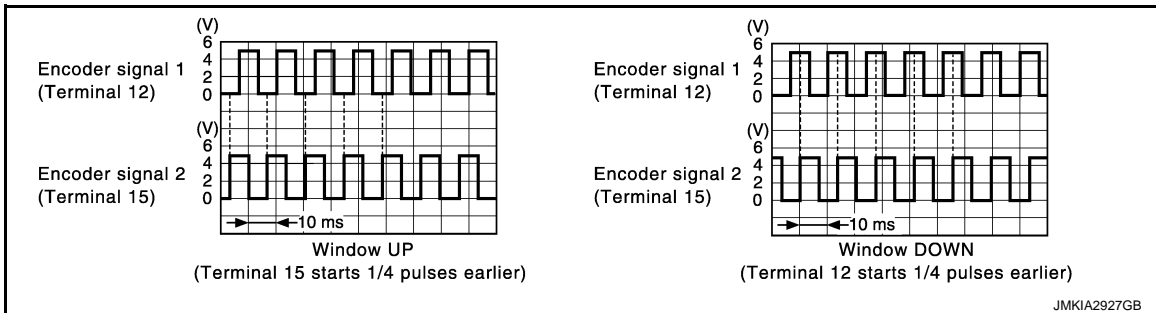 (V)
6
4
2
0
Encoder signal 1
(Terminal 12)
(V)
6
4
2
0
Encoder signal 2
(Terminal 15)
10 ms
Window UP
(Terminal 15 starts 1/4 pulses earlier)
(V)
6
4
2
0
Encoder signal 1
(Terminal 12)
(V)
6
4
2
0
Encoder signal 2
(Terminal 15)
10 ms
Window DOWN
(Terminal 12 starts 1/4 pulses earlier)
JMKIA2927GB